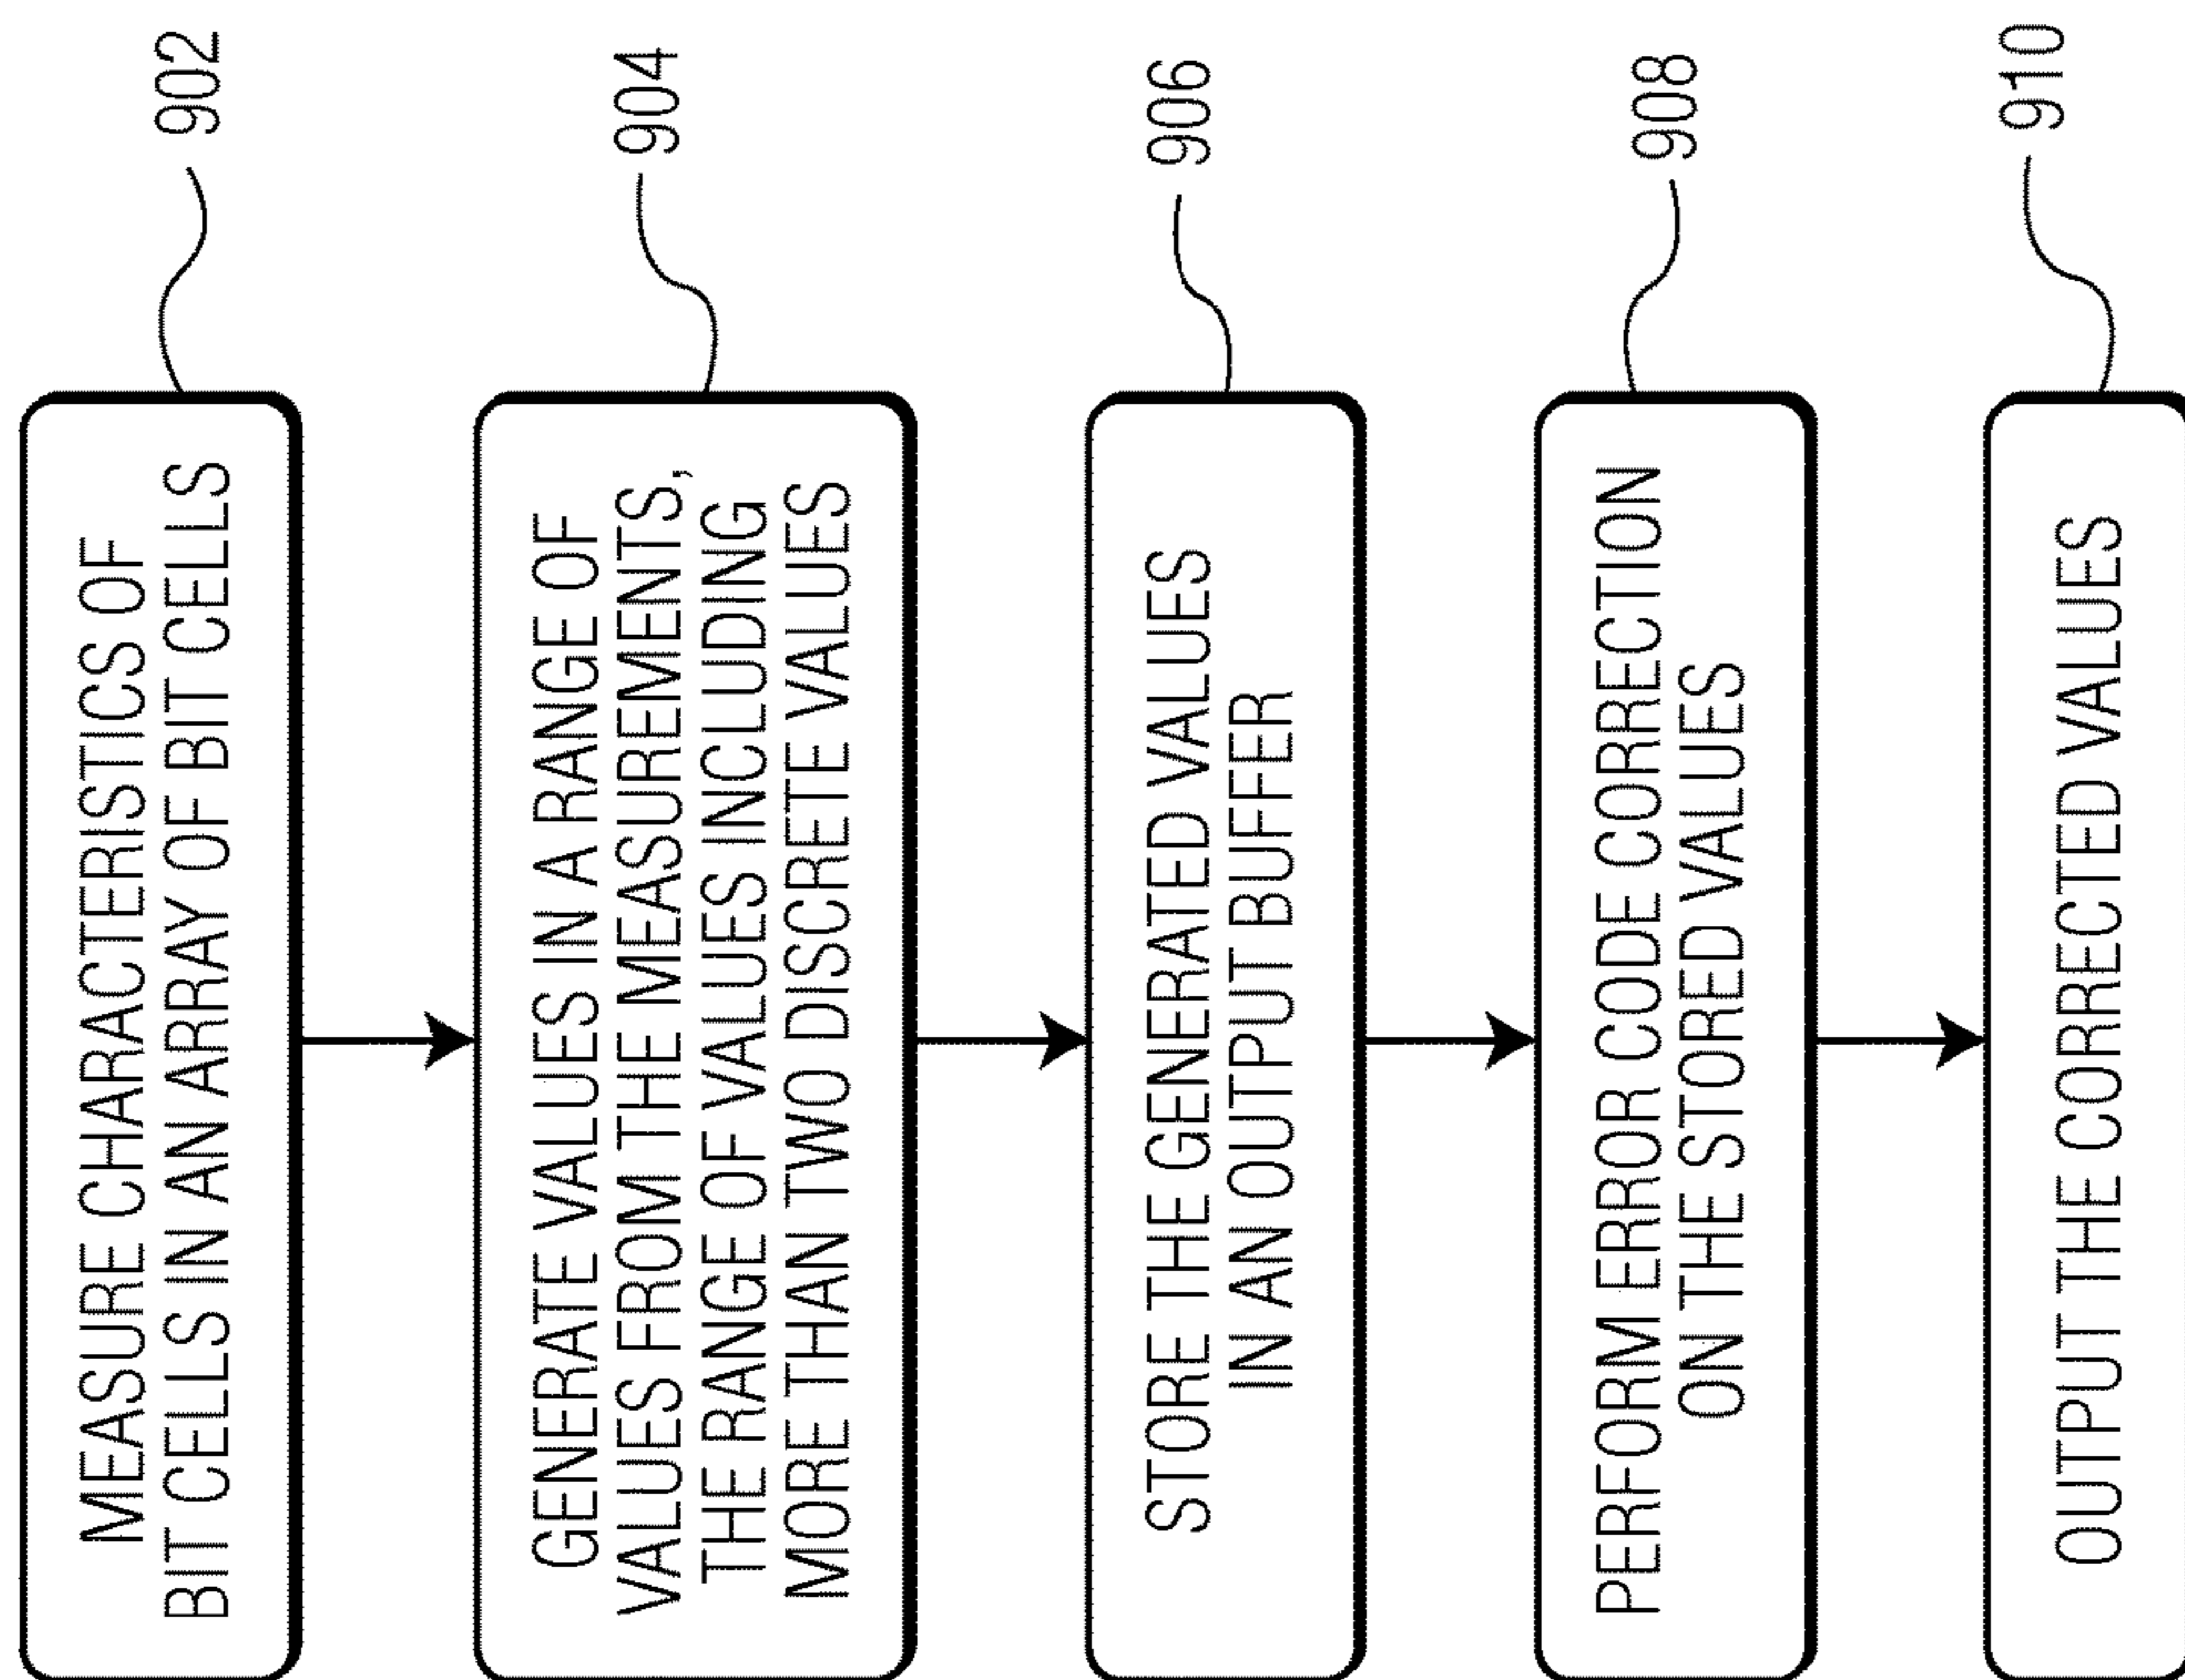 MEASURE CHARACTERISTICS OF
BIT CELLS IN AN ARRAY OF BIT CELLS
902
GENERATE VALUES IN A RANGE OF
VALUES FROM THE MEASUREMENTS,
THE RANGE OF VALUES INCLUDING
MORE THAN TWO DISCRETE VALUES
904
STORE THE GENERATED VALUES
IN AN OUTPUT BUFFER
906
PERFORM ERROR CODE CORRECTION
ON THE STORED VALUES
908
OUTPUT THE CORRECTED VALUES
910